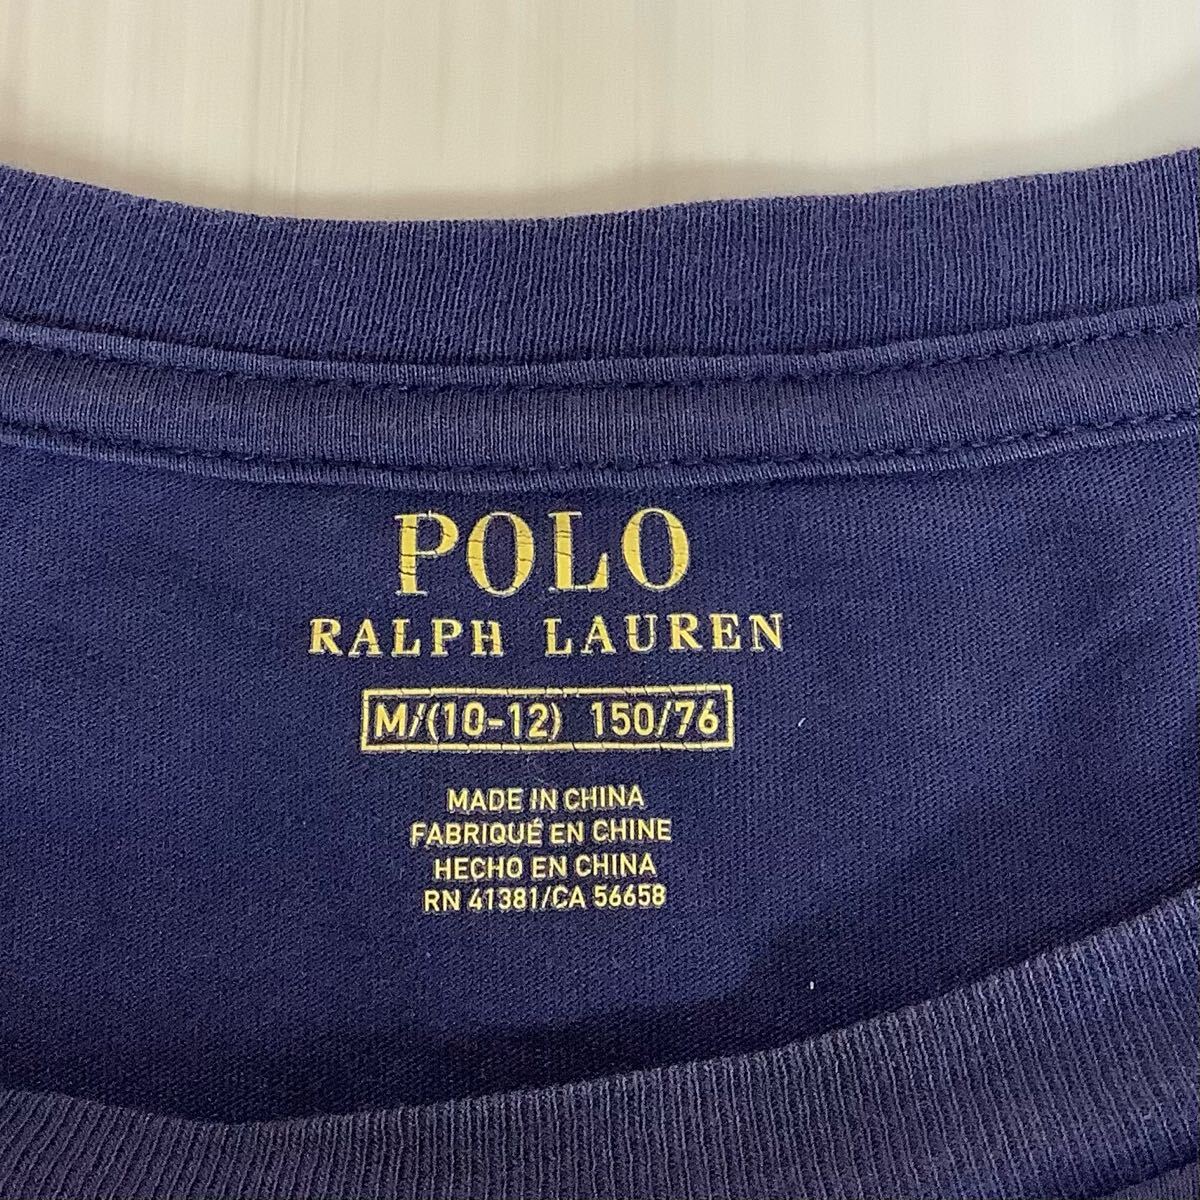 POLO
RALPH LAUREN
M/(10-12) 150/76
MADE IN CHINA
FABRIQUÉ EN CHINE
HECHO EN CHINA
RN 41381/CA 56658